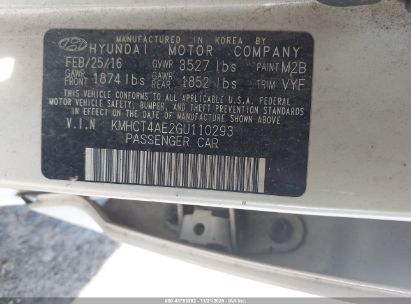 MANUFACTURED IN KOREA BY
HYUNDAI MOTOR COMPANY
FEB/25/16 GVWR 3527 lbs PAINT M2B
GAWR FRONT 1874 lbs GAWR REAR 1852 lbs TRIM VYF
THIS VEHICLE CONFORMS TO ALL APPLICABLE U.S. FEDERAL
MOTOR VEHICLE SAFETY, BUMPER, AND THEFT PREVENTION STANDARDS
IN EFFECT ON THE DATE OF MANUFACTURE SHOWN ABOVE.
V.I.N KMHCT4AE2GU110293
PASSENGER CAR